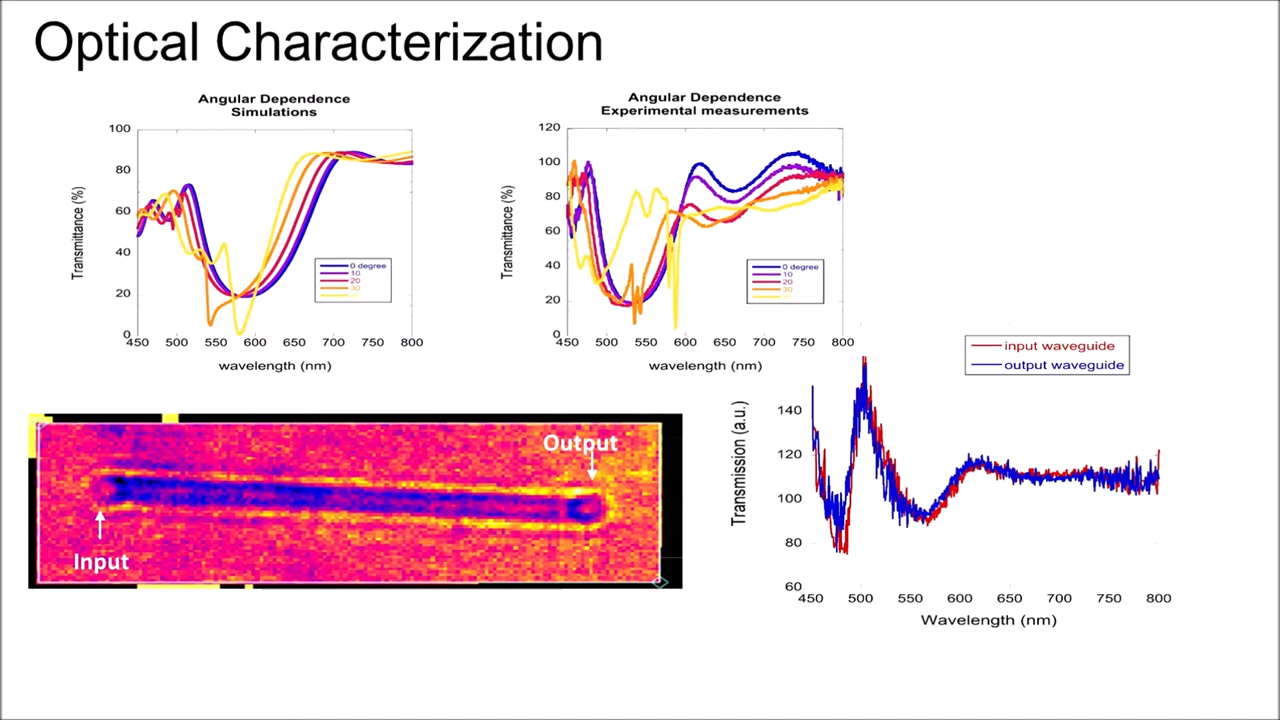 Optical Characterization
Angular Dependence
Simulations
100
80
60
40
20
0
Transmittance (%)
450 500 550 600 650 700 750 800
wavelength (nm)
0 degree
10
20
30
Angular Dependence
Experimental measurements
120
100
80
60
40
20
0
Transmittance (%)
450 500 550 600 650 700 750 800
wavelength (nm)
0 degree
10
20
30
Output
Input
input waveguide
output waveguide
140
120
100
80
60
Transmission (a.u.)
450 500 550 600 650 700 750 800
Wavelength (nm)